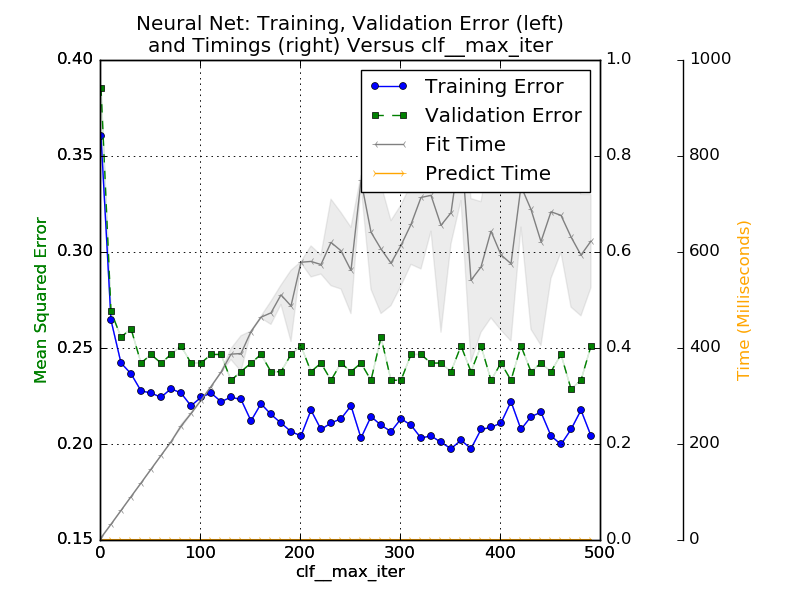 Neural Net: Training, Validation Error (left)
and Timings (right) Versus clf__max_iter
Training Error
Validation Error
Fit Time
Predict Time
Mean Squared Error
0.40
0.35
0.30
0.25
0.20
0.15
0
100
200
300
400
500
clf__max_iter
1.0
0.8
0.6
0.4
0.2
0.0
1000
800
600
400
200
0
Time (Milliseconds)